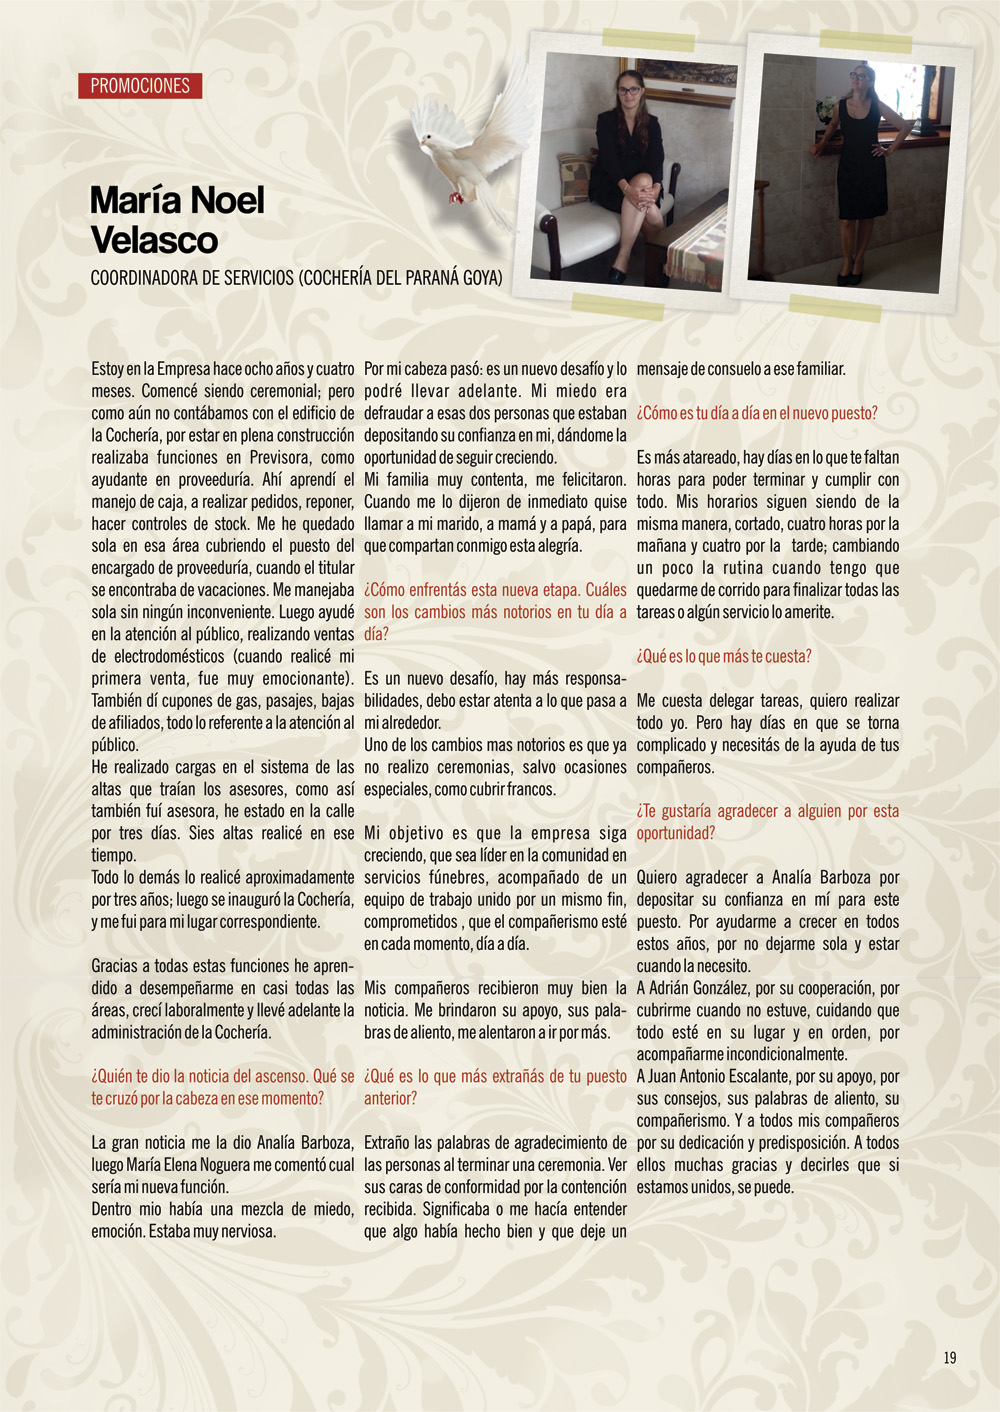 PROMOCIONES
María Noel
Velasco
COORDINADORA DE SERVICIOS (COCHERÍA DEL PARANÁ GOYA)
Estoy en la Empresa hace ocho años y cuatro
meses. Comencé siendo ceremonial; pero
como aún no contábamos con el edificio de
la Cochería, por estar en plena construcción
realizaba funciones en Previsora, como
ayudante en proveeduría. Ahí aprendí el
manejo de caja, a realizar pedidos, reponer,
hacer controles de stock. Me he quedado
sola en esa área cubriendo el puesto del
encargado de proveeduría, cuando el titular
se encontraba de vacaciones. Me manejaba
sola sin ningún inconveniente. Luego ayudé
en la atención al público, realizando ventas
de electrodomésticos (cuando realicé mi
primera venta, fue muy emocionante).
También dí cupones de gas, pasajes, bajas
de afiliados, todo lo referente a la atención al
público.
He realizado cargas en el sistema de las
altas que traían los asesores, como así
también fuí asesora, he estado en la calle
por tres días. Sies altas realicé en ese
tiempo.
Todo lo demás lo realicé aproximadamente
por tres años; luego se inauguró la Cochería,
y me fui para mi lugar correspondiente.
Gracias a todas estas funciones he apren-
dido a desempeñarme en casi todas las
áreas, crecí laboralmente y llevé adelante la
administración de la Cochería.
¿Quién te dio la noticia del ascenso. Qué se
te cruzó por la cabeza en ese momento?
La gran noticia me la dio Analía Barboza,
luego María Elena Noguera me comentó cual
sería mi nueva función.
Dentro mio había una mezcla de miedo,
emoción. Estaba muy nerviosa.
Por mi cabeza pasó: es un nuevo desafío y lo
podré llevar adelante. Mi miedo era
defraudar a esas dos personas que estaban
depositando su confianza en mi, dándome la
oportunidad de seguir creciendo.
Mi familia muy contenta, me felicitaron.
Cuando me lo dijeron de inmediato quise
llamar a mi marido, a mamá y a papá, para
que compartan conmigo esta alegría.
¿Cómo enfrentás esta nueva etapa. Cuáles
son los cambios más notorios en tu día a
día?
Es un nuevo desafío, hay más responsa-
bilidades, debo estar atenta a lo que pasa a
mi alrededor.
Uno de los cambios mas notorios es que ya
no realizo ceremonias, salvo ocasiones
especiales, como cubrir francos.
Mi objetivo es que la empresa siga
creciendo, que sea líder en la comunidad en
servicios fúnebres, acompañado de un
equipo de trabajo unido por un mismo fin,
comprometidos , que el compañerismo esté
en cada momento, día a día.
Mis compañeros recibieron muy bien la
noticia. Me brindaron su apoyo, sus pala-
bras de aliento, me alentaron a ir por más.
¿Qué es lo que más extrañás de tu puesto
anterior?
Extraño las palabras de agradecimiento de
las personas al terminar una ceremonia. Ver
sus caras de conformidad por la contención
recibida. Significaba o me hacía entender
que algo había hecho bien y que deje un
mensaje de consuelo a ese familiar.
¿Cómo es tu día a día en el nuevo puesto?
Es más atareado, hay días en lo que te faltan
horas para poder terminar y cumplir con
todo. Mis horarios siguen siendo de la
misma manera, cortado, cuatro horas por la
mañana y cuatro por la tarde; cambiando
un poco la rutina cuando tengo que
quedarme de corrido para finalizar todas las
tareas o algún servicio lo amerite.
¿Qué es lo que más te cuesta?
Me cuesta delegar tareas, quiero realizar
todo yo. Pero hay días en que se torna
complicado y necesitás de la ayuda de tus
compañeros.
¿Te gustaría agradecer a alguien por esta
oportunidad?
Quiero agradecer a Analía Barboza por
depositar su confianza en mí para este
puesto. Por ayudarme a crecer en todos
estos años, por no dejarme sola y estar
cuando la necesito.
A Adrián González, por su cooperación, por
cubrirme cuando no estuve, cuidando que
todo esté en su lugar y en orden, por
acompañarme incondicionalmente.
A Juan Antonio Escalante, por su apoyo, por
sus consejos, sus palabras de aliento, su
compañerismo. Y a todos mis compañeros
por su dedicación y predisposición. A todos
ellos muchas gracias y decirles que si
estamos unidos, se puede.
19